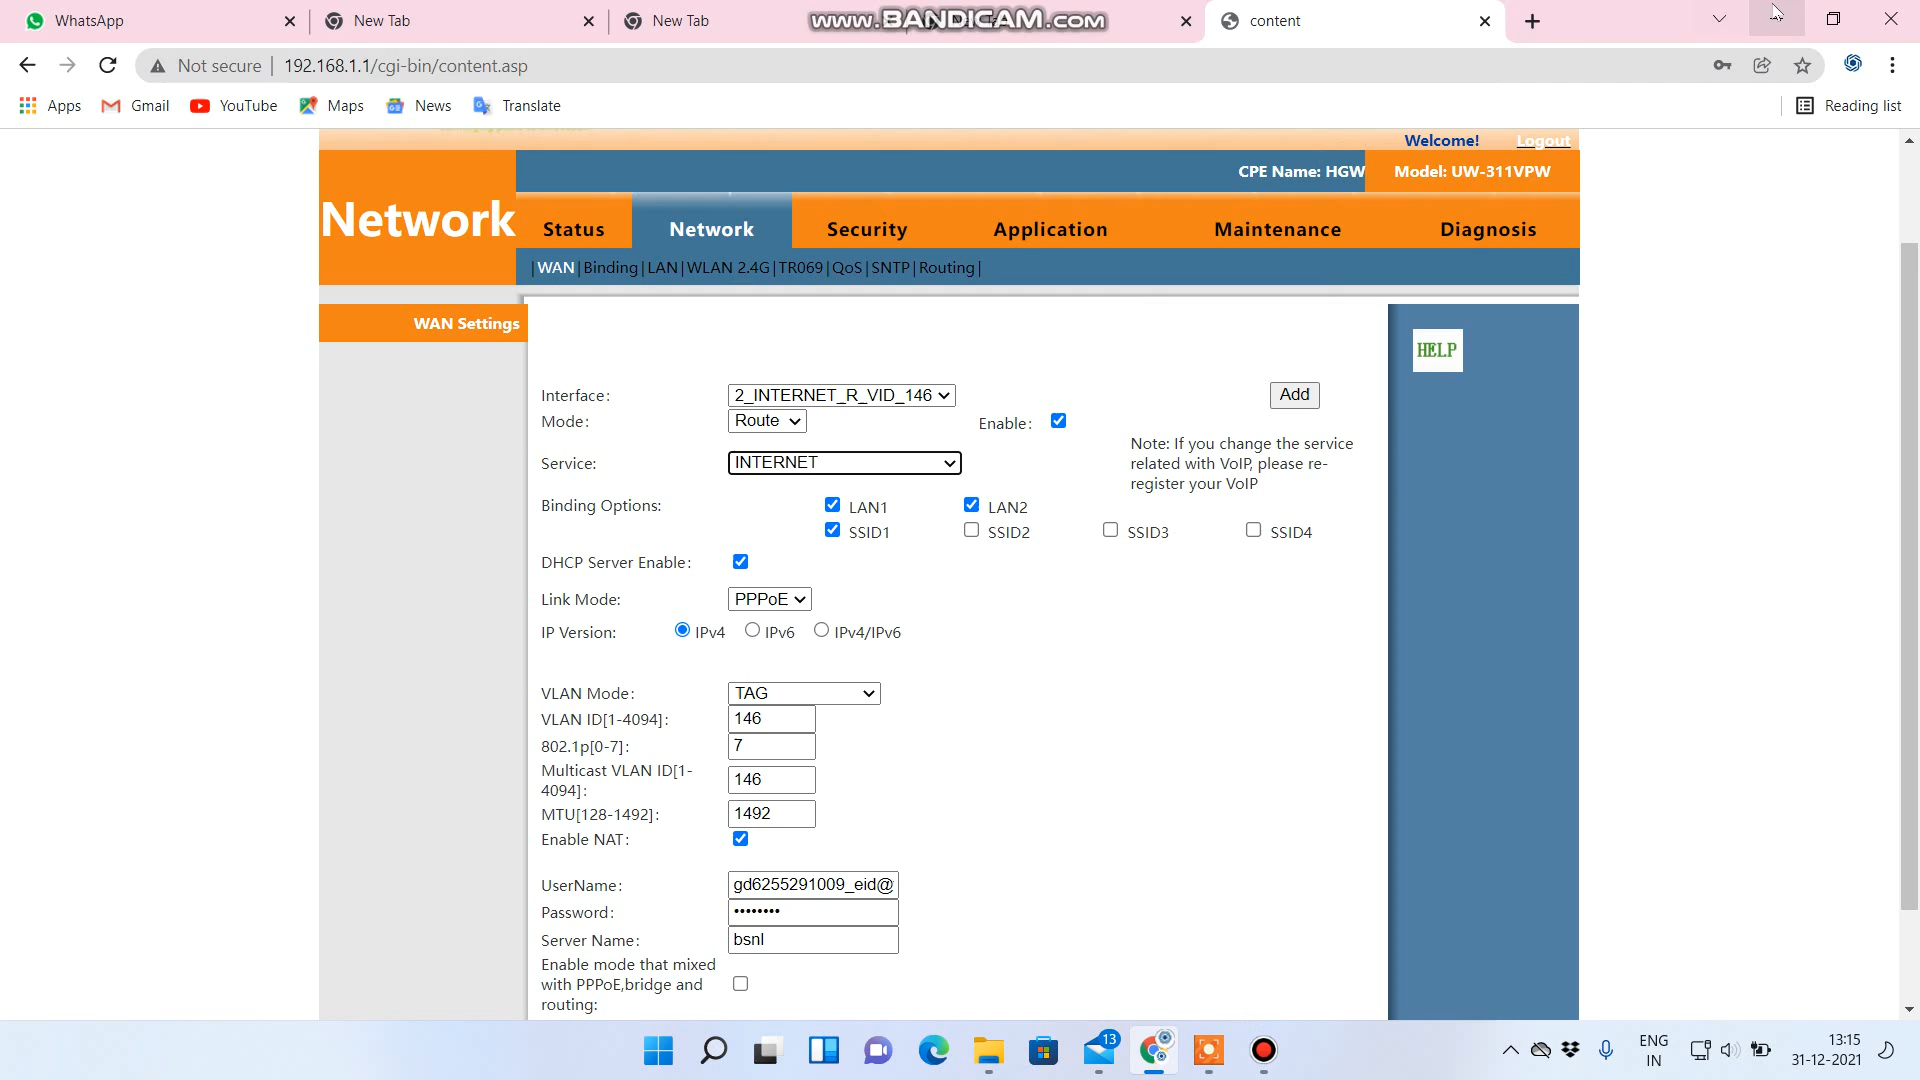 WhatsApp
New Tab
New Tab
www.BANDICAM.com
content
Not secure 192.168.1.1/cgi-bin/content.asp
Apps Gmail YouTube Maps News Translate Reading list
Welcome! Logout
CPE Name: HGW Model: UW-311VPW
Network
Status Network Security Application Maintenance Diagnosis
|WAN|Binding|LAN|WLAN 2.4G|TR069|QoS|SNTP|Routing|
WAN Settings
HELP
Interface: 2_INTERNET_R_VID_146 Add
Mode: Route Enable:
Note: If you change the service
related with VoIP, please re-
register your VoIP
Service: INTERNET
Binding Options: LAN1 LAN2
SSID1 SSID2 SSID3 SSID4
DHCP Server Enable:
Link Mode: PPPoE
IP Version: IPv4 IPv6 IPv4/IPv6
VLAN Mode: TAG
VLAN ID[1-4094]: 146
802.1p[0-7]: 7
Multicast VLAN ID[1-
4094]: 146
MTU[128-1492]: 1492
Enable NAT:
UserName: gd6255291009_eid@
Password: ••••••••
Server Name: bsnl
Enable mode that mixed
with PPPoE,bridge and
routing:
13
ENG
IN
13:15
31-12-2021